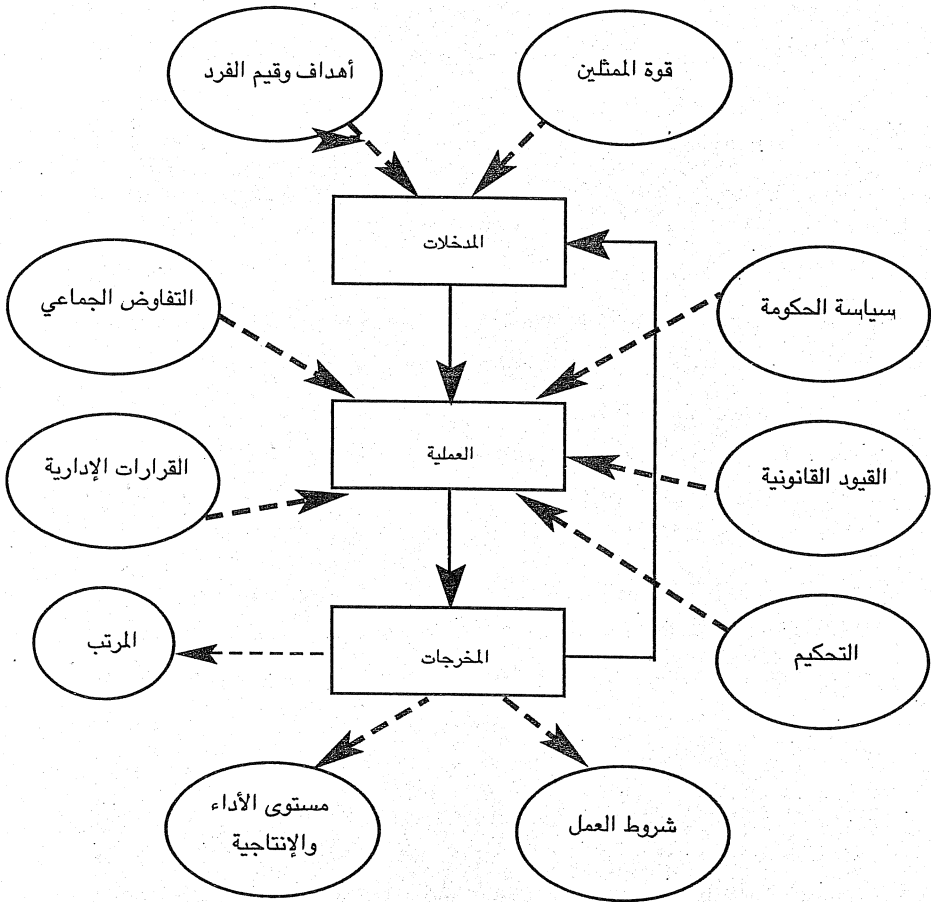 قوة الممثلين
أهداف وقيم الفرد
المدخلات
سياسة الحكومة
التفاوض الجماعي
القيود القانونية
العملية
القرارات الإدارية
التحكيم
المخرجات
المرتب
شروط العمل
مستوى الأداء
والإنتاجية